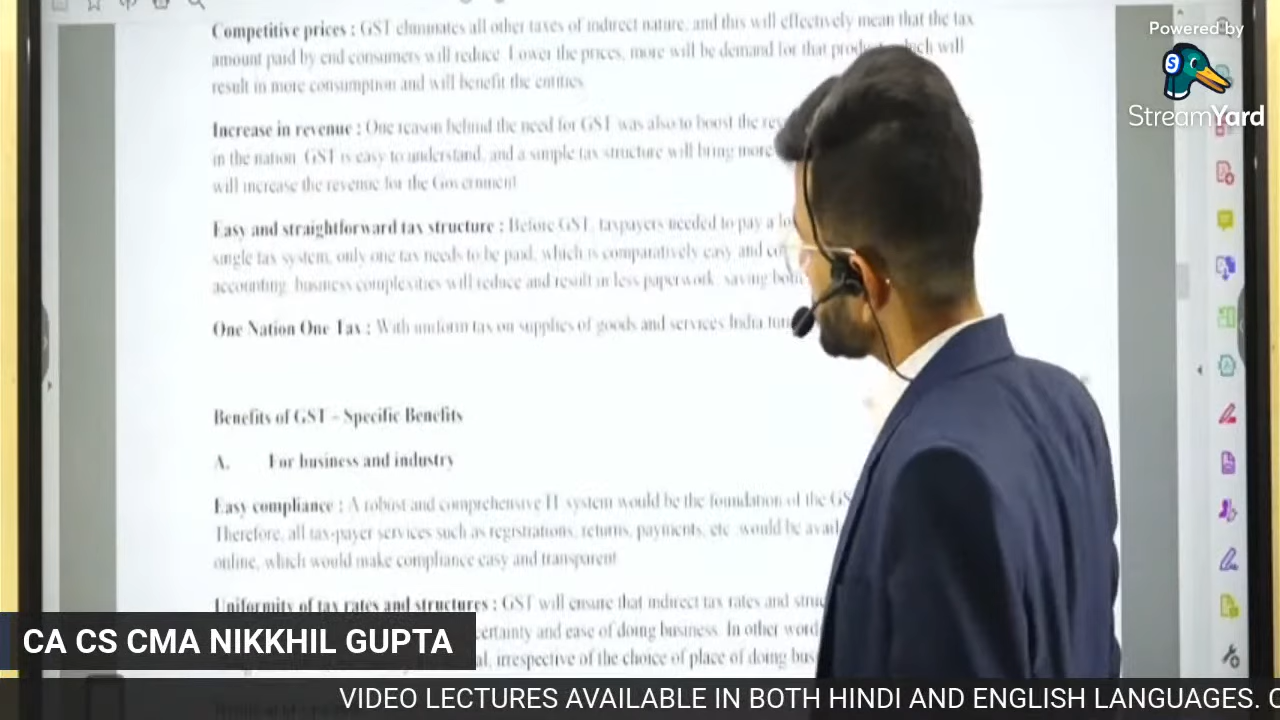 Powered by
StreamYard
Competitive prices : GST eliminates all other taxes of indirect nature, and this will effectively mean that the tax
amount paid by end consumers will reduce. Lower the prices, more will be demand for that product, which will
result in more consumption and will benefit the entities.
Increase in revenue : One reason behind the need for GST was also to boost the
in the nation. GST is easy to understand, and a simple tax structure will bring more
will increase the revenue for the Government.
Easy and straightforward tax structure : Before GST, taxpayers needed to pay a
single tax system, only one tax needs to be paid, which is comparatively easy and
accounting, business complexities will reduce and result in less paperwork, saving
One Nation One Tax : With uniform tax on supplies of goods and services India
Benefits of GST – Specific Benefits
A. For business and industry
Easy compliance : A robust and comprehensive IT system would be the foundation of the
Therefore, all tax-payer services such as registrations, returns, payments, etc. would be
online, which would make compliance easy and transparent.
Uniformity of tax rates and structures : GST will ensure that indirect tax rates and
certainty and ease of doing business. In other
irrespective of the choice of place of doing
CA CS CMA NIKKHIL GUPTA
VIDEO LECTURES AVAILABLE IN BOTH HINDI AND ENGLISH LANGUAGES.